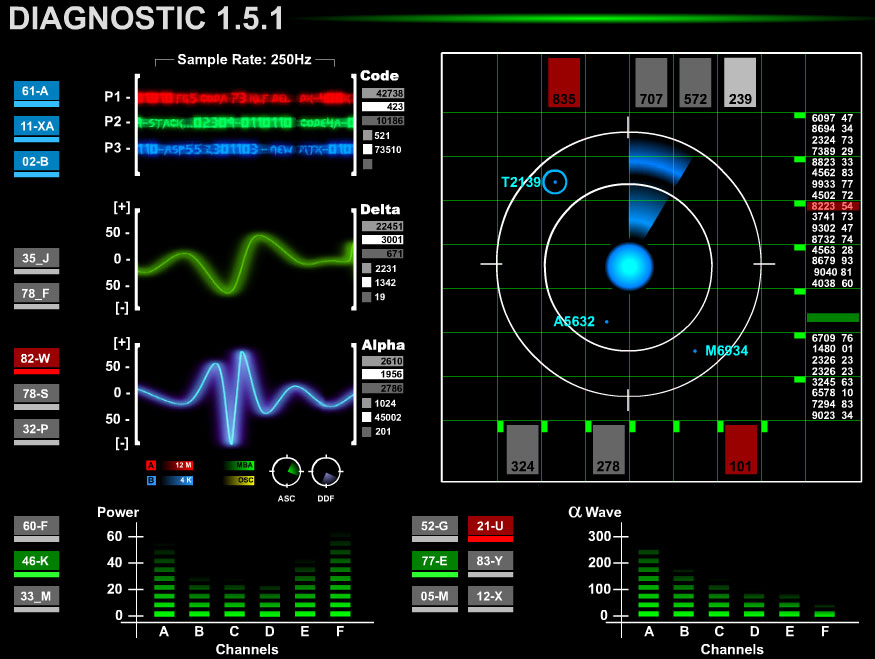 DIAGNOSTIC 1.5.1
Sample Rate: 250Hz
61-A
11-XA
02-B
P1 -
P2 -
P3 -
Code
42738
423
10186
521
73510
35_J
78_F
[+]
50 -
0 -
50 -
[-]
Delta
22451
3001
671
2231
1342
19
82-W
78-S
32-P
[+]
50 -
0 -
50 -
[-]
Alpha
2610
1956
2786
1024
45002
201
A 12 M MBA
B 4 K OSC
ASC DDF
835 707 572 239
T2139
A5632
M6934
324 278 101
6097 47
8694 34
2324 73
7389 29
8823 33
4562 83
9933 77
4502 72
8223 54
3741 73
9302 47
8732 74
4563 28
8679 93
9040 81
4038 60
6709 76
1480 01
2326 23
2326 23
3245 63
6578 10
7294 83
9023 34
60-F
46-K
33_M
Power
60
40
20
0
A B C D E F
Channels
52-G 21-U
77-E 83-Y
05-M 12-X
α Wave
300
200
100
0
A B C D E F
Channels